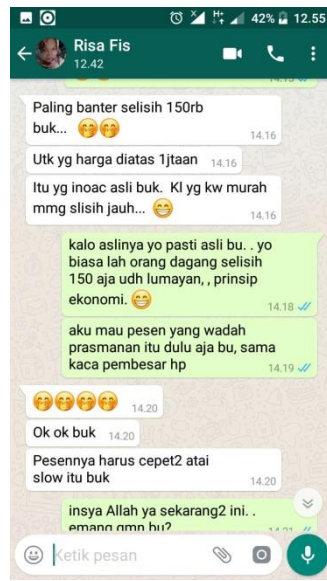 42% 12.55
Risa Fis
12.42
Paling banter selisih 150rb
buk...
14.16
Utk yg harga diatas 1jtaan 14.16
Itu yg inoac asli buk. Kl yg kw murah
mmg slisih jauh...
14.16
kalo aslinya yo pasti asli bu. . yo
biasa lah orang dagang selisih
150 aja udh lumayan, , prinsip
ekonomi.
14.18
aku mau pesen yang wadah
prasmanan itu dulu aja bu, sama
kaca pembesar hp
14.19
14.20
Ok ok buk 14.20
Pesennya harus cepet2 atai
slow itu buk
14.20
insya Allah ya sekarang2 ini. .
emang gmn bu?
14.21
Ketik pesan